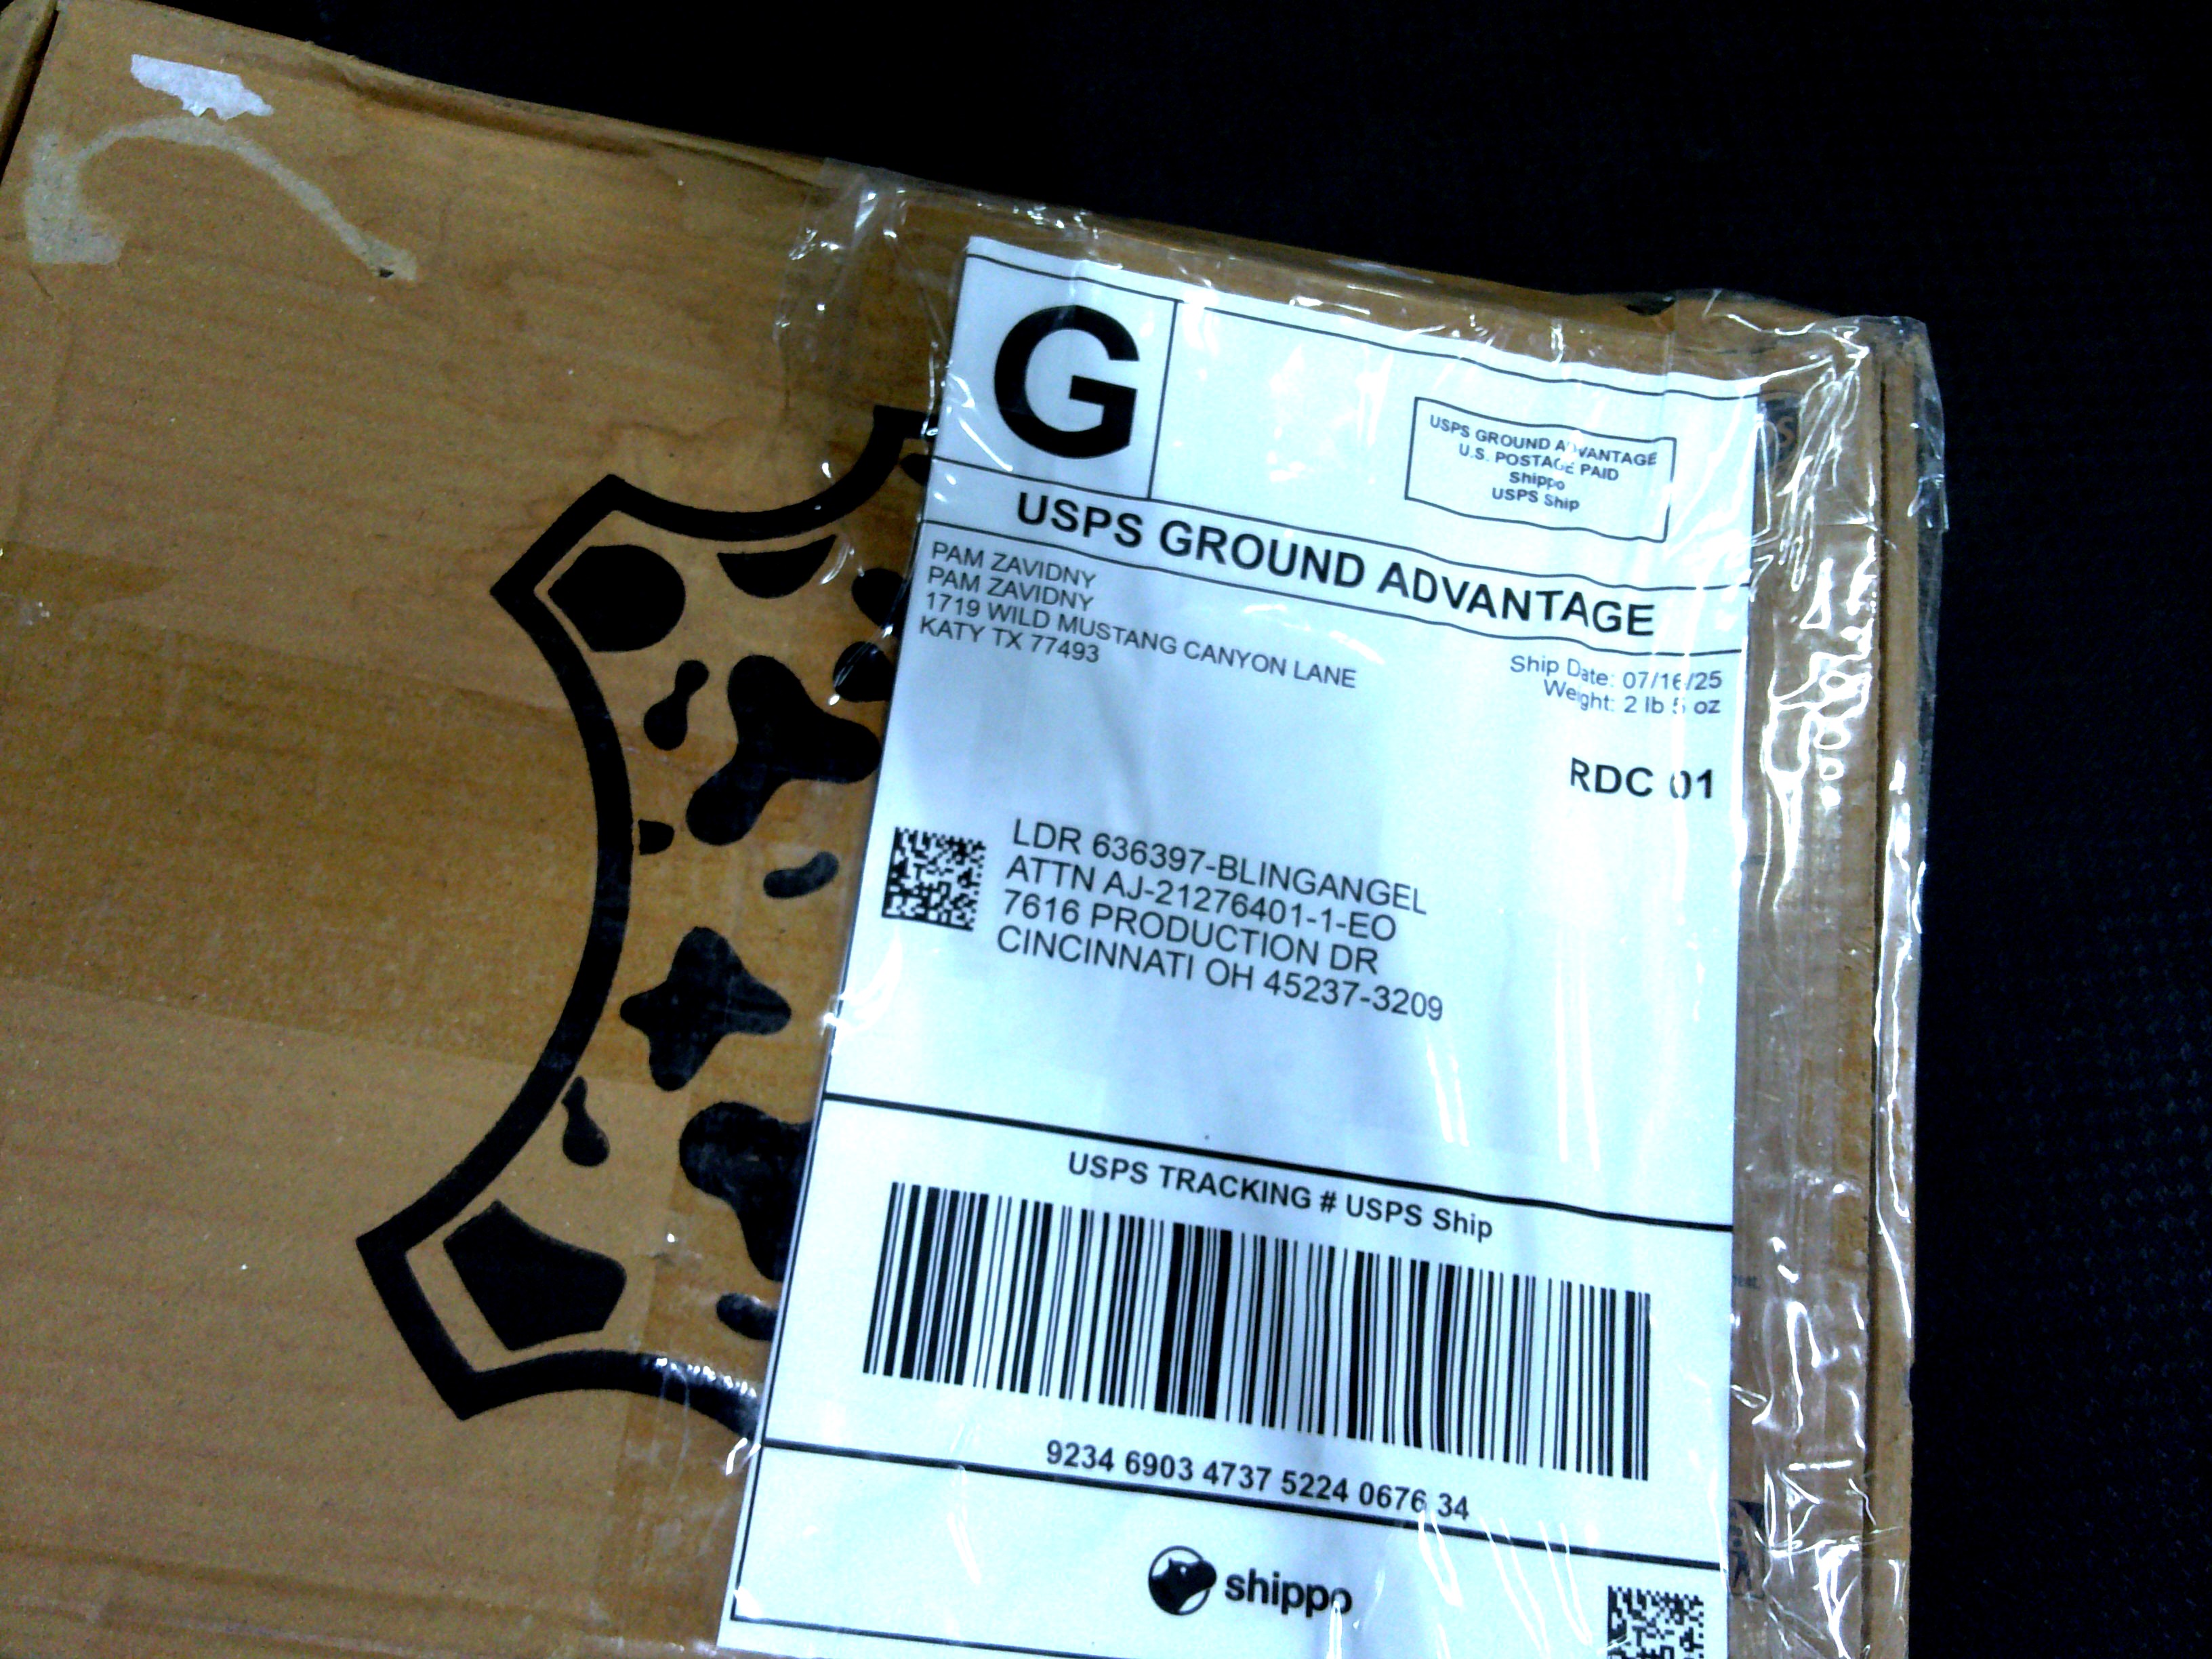 G
USPS GROUND ADVANTAGE
U.S. POSTAGE PAID
Shippo
USPS Ship
USPS GROUND ADVANTAGE
PAM ZAVIDNY
PAM ZAVIDNY
1719 WILD MUSTANG CANYON LANE
KATY TX 77493
Ship Date: 07/16/25
Weight: 2 lb 5 oz
RDC 01
LDR 636397-BLINGANGEL
ATTN AJ-21276401-1-EO
7616 PRODUCTION DR
CINCINNATI OH 45237-3209
USPS TRACKING # USPS Ship
9234 6903 4737 5224 0676 34
shippo